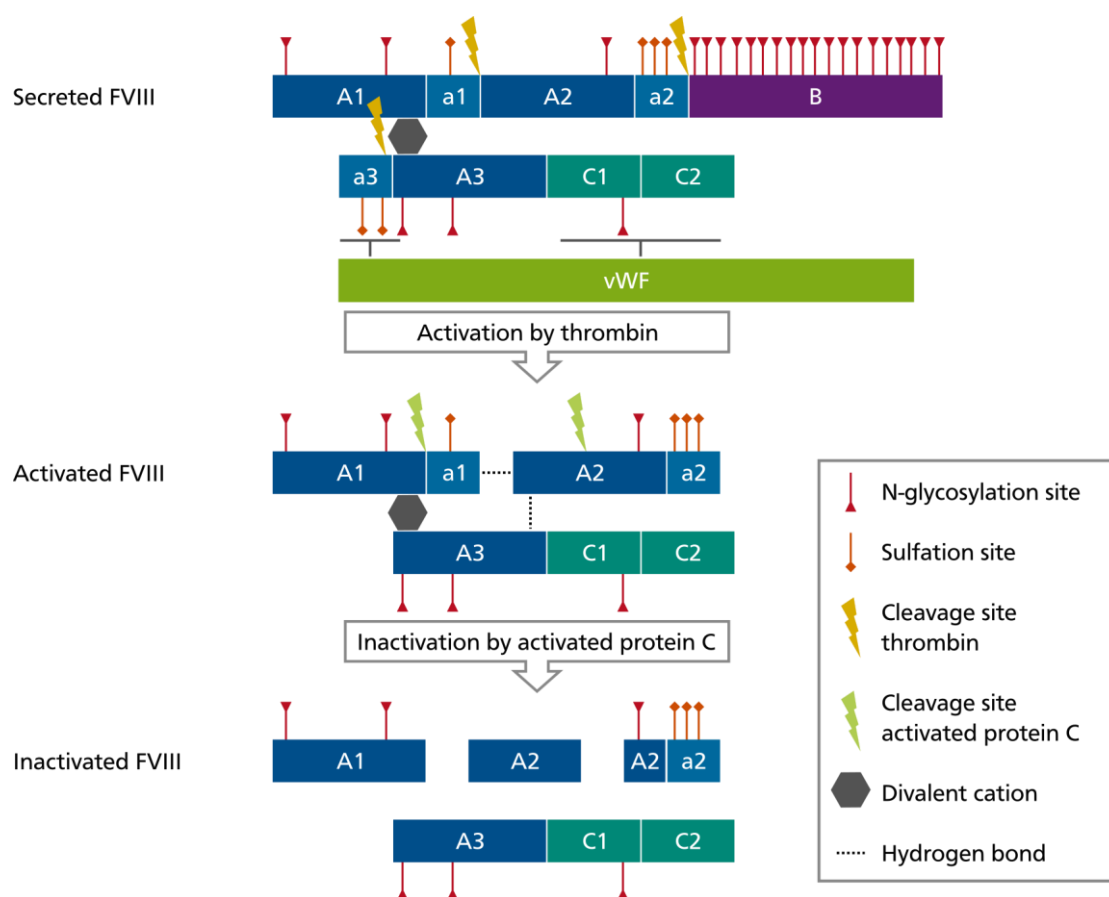 Secreted FVIII
A1 a1 A2 a2 B
a3 A3 C1 C2
vWF
Activation by thrombin
Activated FVIII
A1 a1 A2 a2
A3 C1 C2
Inactivation by activated protein C
Inactivated FVIII
A1 A2 A2 a2
A3 C1 C2
N-glycosylation site
Sulfation site
Cleavage site
thrombin
Cleavage site
activated protein C
Divalent cation
Hydrogen bond